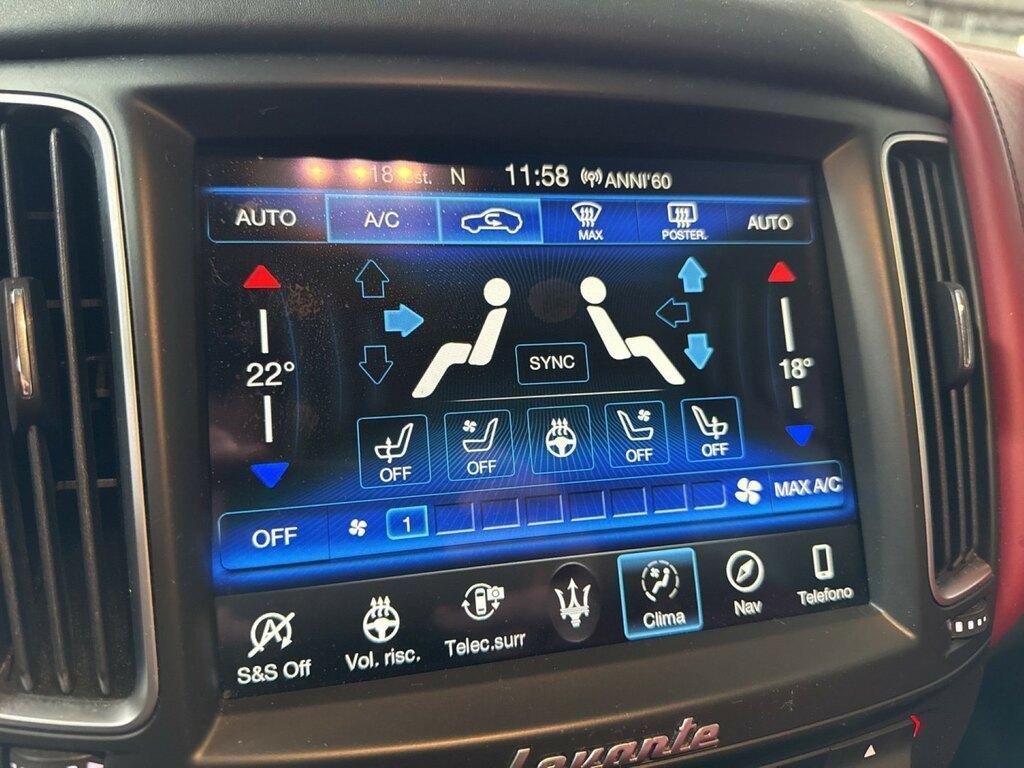 18 Est. N 11:58 ANNI'60
AUTO A/C MAX POSTER. AUTO
22° SYNC 18°
OFF OFF OFF OFF
OFF 1 MAX A/C
S&S Off Vol. risc. Telec.surr Clima Nav Telefono
Levante